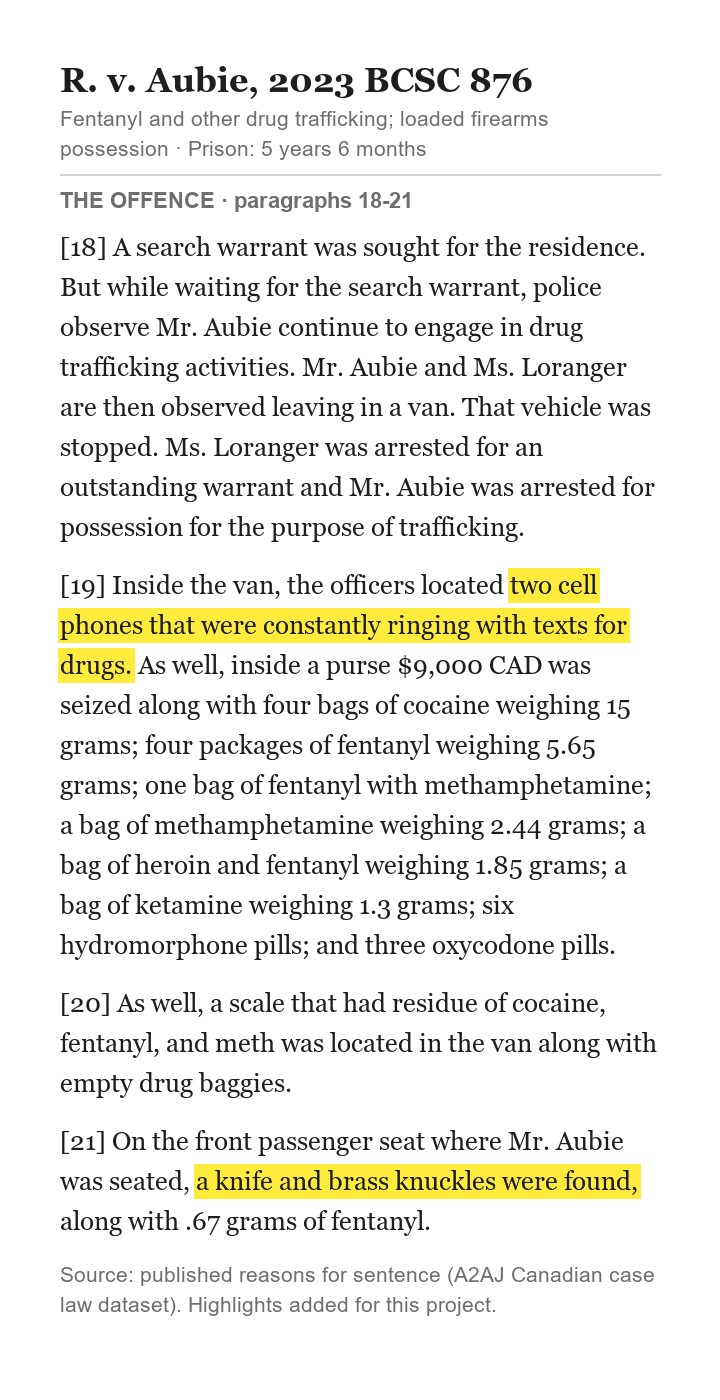 R. v. Aubie, 2023 BCSC 876
Fentanyl and other drug trafficking; loaded firearms
possession · Prison: 5 years 6 months
THE OFFENCE · paragraphs 18-21
[18] A search warrant was sought for the residence.
But while waiting for the search warrant, police
observe Mr. Aubie continue to engage in drug
trafficking activities. Mr. Aubie and Ms. Loranger
are then observed leaving in a van. That vehicle was
stopped. Ms. Loranger was arrested for an
outstanding warrant and Mr. Aubie was arrested for
possession for the purpose of trafficking.
[19] Inside the van, the officers located two cell
phones that were constantly ringing with texts for
drugs. As well, inside a purse $9,000 CAD was
seized along with four bags of cocaine weighing 15
grams; four packages of fentanyl weighing 5.65
grams; one bag of fentanyl with methamphetamine;
a bag of methamphetamine weighing 2.44 grams; a
bag of heroin and fentanyl weighing 1.85 grams; a
bag of ketamine weighing 1.3 grams; six
hydromorphone pills; and three oxycodone pills.
[20] As well, a scale that had residue of cocaine,
fentanyl, and meth was located in the van along with
empty drug baggies.
[21] On the front passenger seat where Mr. Aubie
was seated, a knife and brass knuckles were found,
along with .67 grams of fentanyl.
Source: published reasons for sentence (A2AJ Canadian case
law dataset). Highlights added for this project.